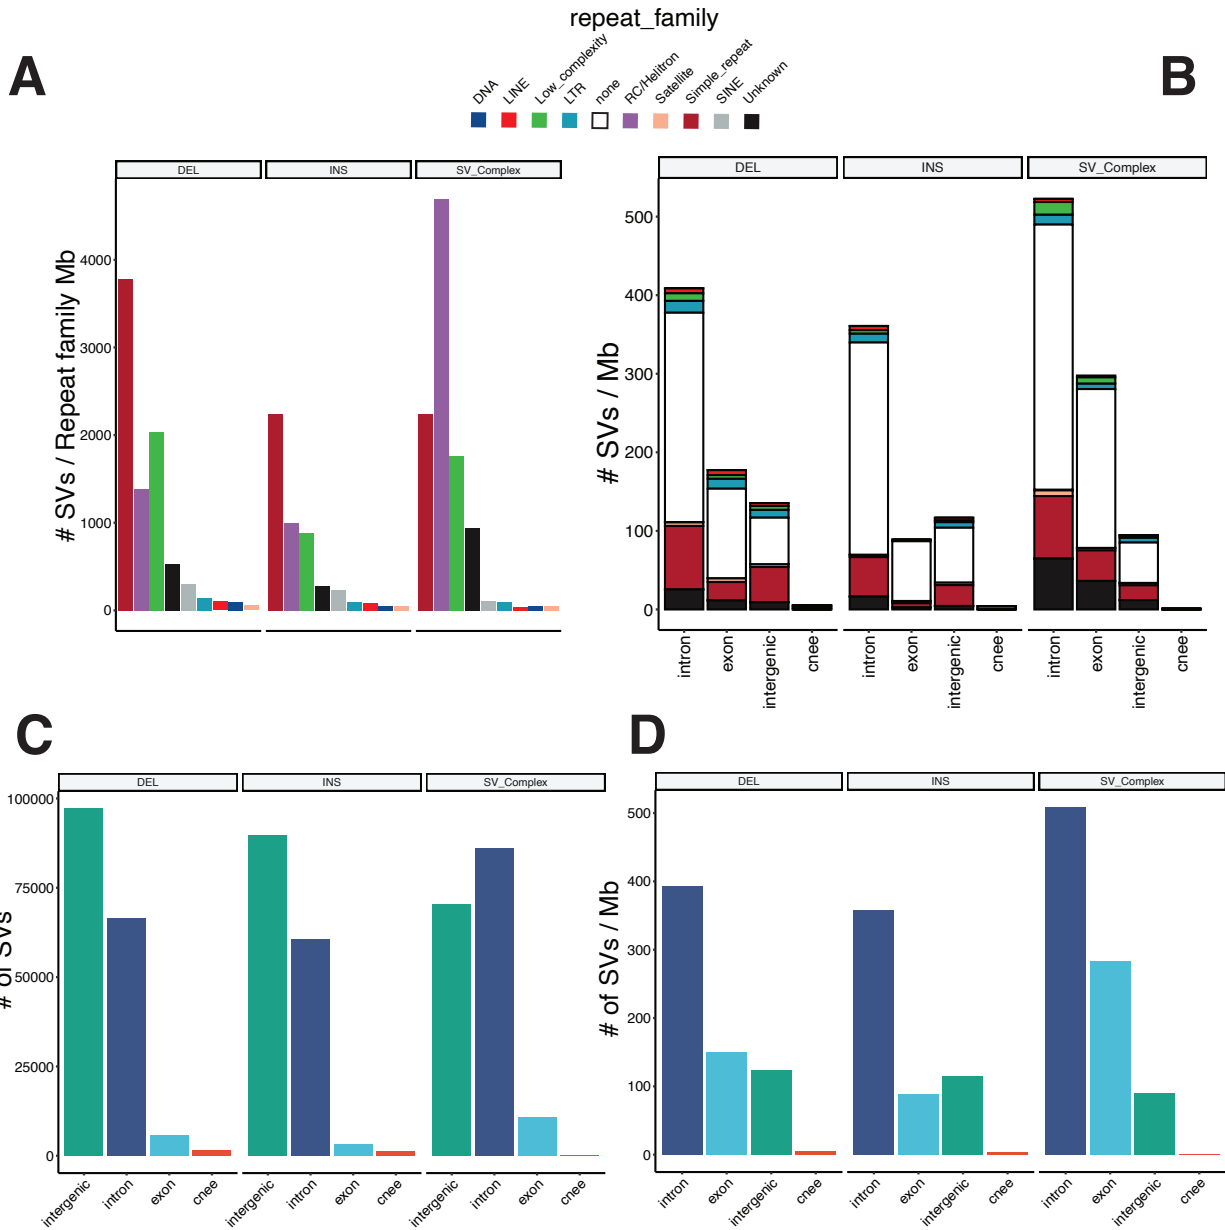 repeat_family
A
B
DNA
LINE
Low_complexity
LTR
none
RC/Helitron
Satellite
Simple_repeat
SINE
Unknown
DEL
INS
SV_Complex
# SVs / Repeat family Mb
4000
3000
2000
1000
0
DEL
INS
SV_Complex
# SVs / Mb
500
400
300
200
100
0
intron
exon
intergenic
cnee
intron
exon
intergenic
cnee
intron
exon
intergenic
cnee
C
D
DEL
INS
SV_Complex
# of SVs
100000
75000
50000
25000
0
intergenic
intron
exon
cnee
intergenic
intron
exon
cnee
intergenic
intron
exon
cnee
DEL
INS
SV_Complex
# of SVs / Mb
500
400
300
200
100
0
intron
exon
intergenic
cnee
intron
exon
intergenic
cnee
intron
exon
intergenic
cnee